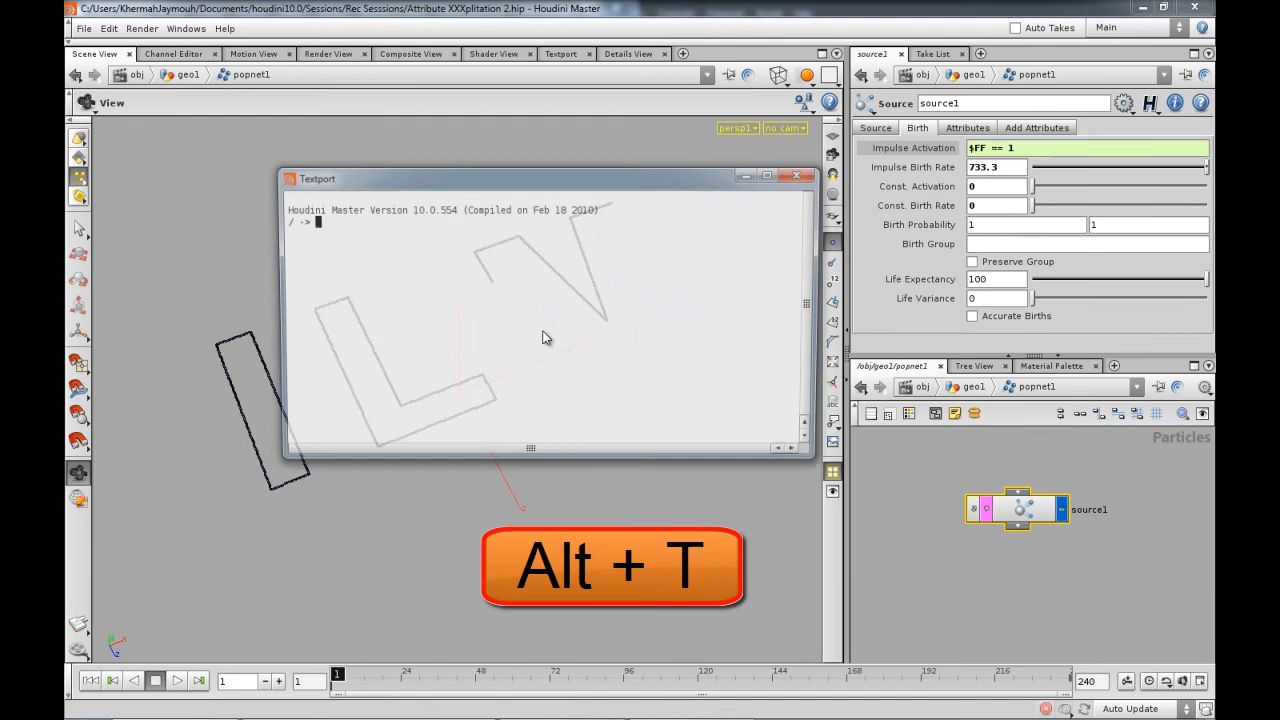 C:/Users/KhermahJaymouh/Documents/houdini10.0/Sessions/Rec Sesssions/Attribute XXXplitation 2.hip - Houdini Master
File Edit Render Windows Help
Auto Takes Main
Scene View Channel Editor Motion View Render View Composite View Shader View Textport Details View
source1 Take List
obj geo1 popnet1
obj geo1 popnet1
View
Source source1
persp1 no cam
Source Birth Attributes Add Attributes
Impulse Activation $FF == 1
Impulse Birth Rate 733.3
Const. Activation 0
Const. Birth Rate 0
Birth Probability 1 1
Birth Group
Preserve Group
Life Expectancy 100
Life Variance 0
Accurate Births
Textport
Houdini Master Version 10.0.554 (Compiled on Feb 18 2010)
/ ->
/obj/geo1/popnet1 Tree View Material Palette
obj geo1 popnet1
Particles
source1
Alt + T
1 24 48 72 96 120 144 168 192 216
1 1 240
Auto Update